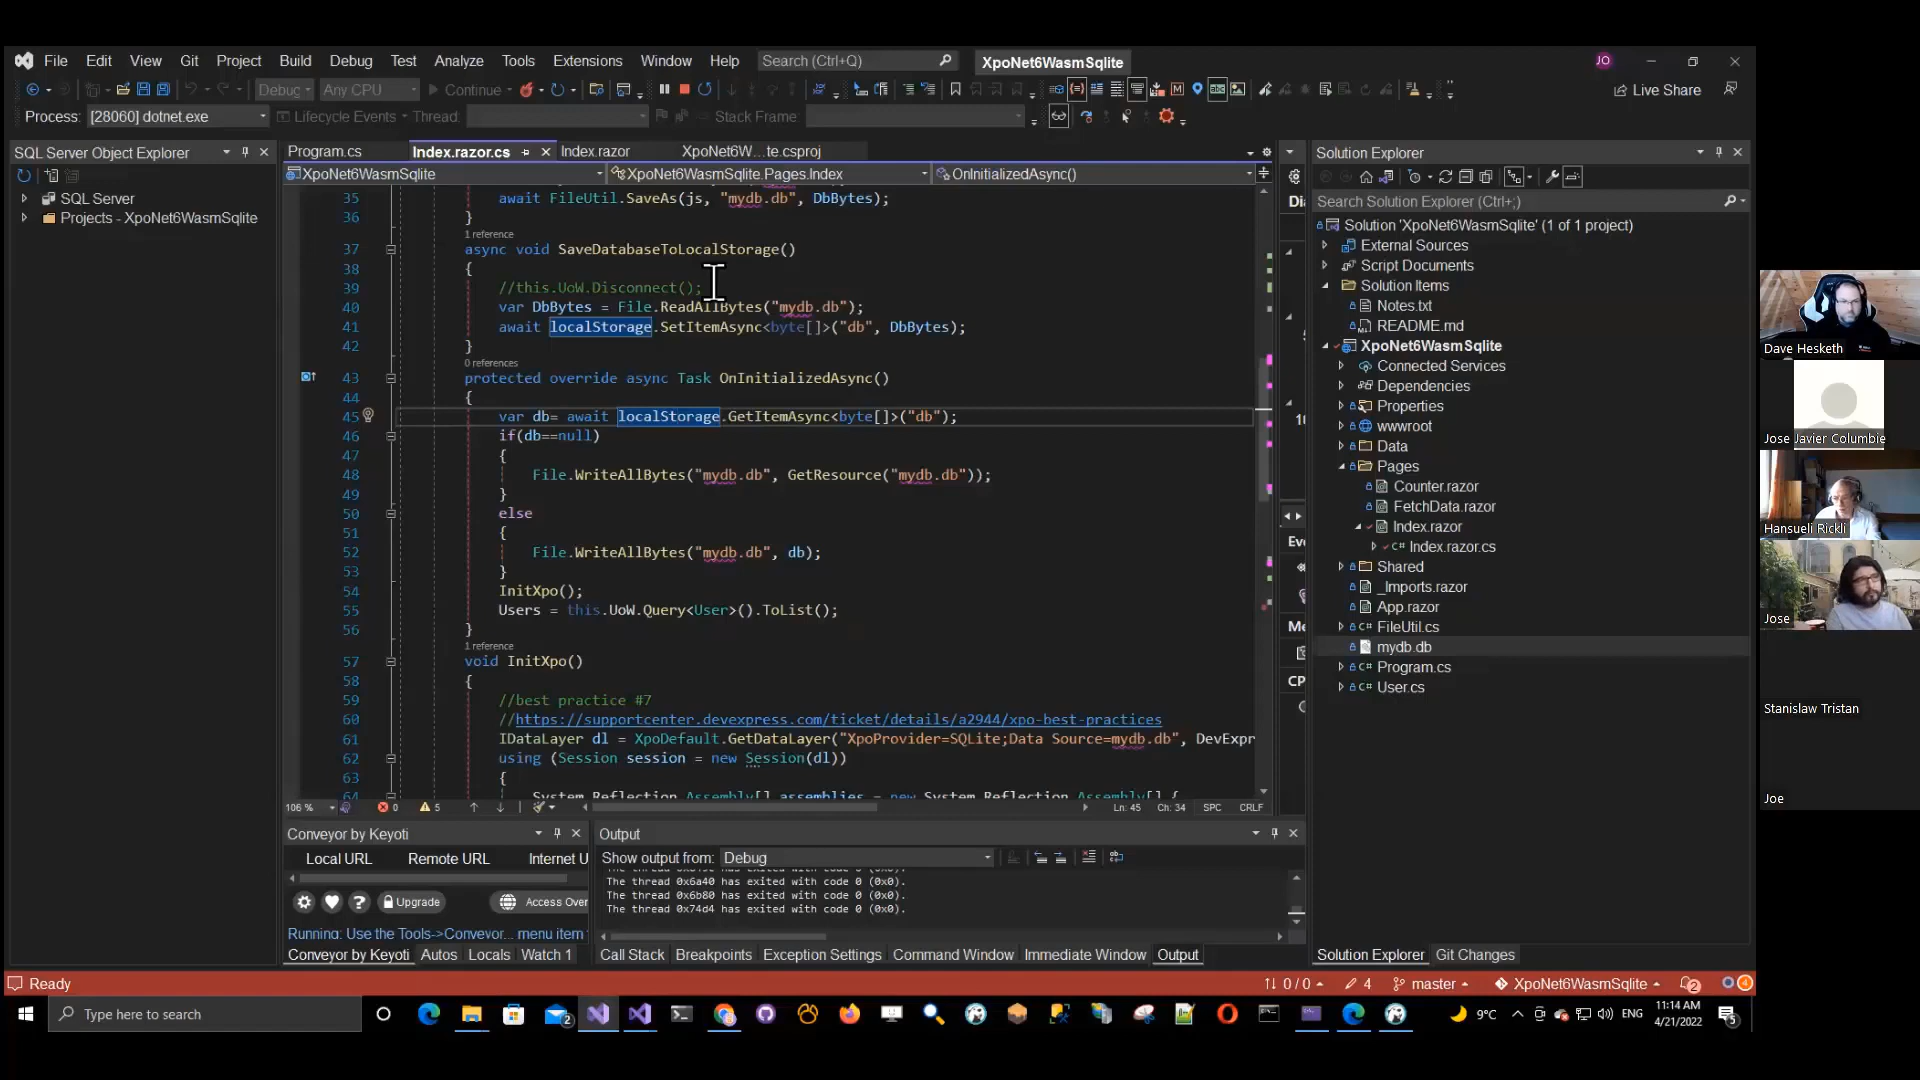 File Edit View Git Project Build Debug Test Analyze Tools Extensions Window Help Search (Ctrl+Q) XpoNet6WasmSqlite JO
Debug Any CPU Continue Live Share
Process: [28060] dotnet.exe Lifecycle Events Thread: Stack Frame:
SQL Server Object Explorer
SQL Server
Projects - XpoNet6WasmSqlite
Program.cs Index.razor.cs Index.razor XpoNet6W...te.csproj
XpoNet6WasmSqlite XpoNet6WasmSqlite.Pages.Index OnInitializedAsync()
35 await FileUtil.SaveAs(js, "mydb.db", DbBytes);
36 }
1 reference
37 async void SaveDatabaseToLocalStorage()
38 {
39 //this.UoW.Disconnect();
40 var DbBytes = File.ReadAllBytes("mydb.db");
41 await localStorage.SetItemAsync<byte[]>("db", DbBytes);
42 }
0 references
43 protected override async Task OnInitializedAsync()
44 {
45 var db= await localStorage.GetItemAsync<byte[]>("db");
46 if(db==null)
47 {
48 File.WriteAllBytes("mydb.db", GetResource("mydb.db"));
49 }
50 else
51 {
52 File.WriteAllBytes("mydb.db", db);
53 }
54 InitXpo();
55 Users = this.UoW.Query<User>().ToList();
56 }
1 reference
57 void InitXpo()
58 {
59 //best practice #7
60 //https://supportcenter.devexpress.com/ticket/details/a2944/xpo-best-practices
61 IDataLayer dl = XpoDefault.GetDataLayer("XpoProvider=SQLite;Data Source=mydb.db", DevExpr
62 using (Session session = new Session(dl))
63 {
64 System.Reflection.Assembly[] assemblies = new System.Reflection.Assembly[] {
106 % 0 5 Ln: 45 Ch: 34 SPC CRLF
Solution Explorer
Search Solution Explorer (Ctrl+;)
Solution 'XpoNet6WasmSqlite' (1 of 1 project)
External Sources
Script Documents
Solution Items
Notes.txt
README.md
XpoNet6WasmSqlite
Connected Services
Dependencies
Properties
wwwroot
Data
Pages
Counter.razor
FetchData.razor
Index.razor
Index.razor.cs
Shared
_Imports.razor
App.razor
FileUtil.cs
mydb.db
Program.cs
User.cs
Solution Explorer Git Changes
Conveyor by Keyoti
Local URL Remote URL Internet U
Upgrade Access Over
Running: Use the Tools->Conveyor... menu item
Conveyor by Keyoti Autos Locals Watch 1
Output
Show output from: Debug
The thread 0x6a40 has exited with code 0 (0x0).
The thread 0x6b80 has exited with code 0 (0x0).
The thread 0x74d4 has exited with code 0 (0x0).
Call Stack Breakpoints Exception Settings Command Window Immediate Window Output
Ready 0 / 0 4 master XpoNet6WasmSqlite 2
Type here to search 9°C ENG 11:14 AM
4/21/2022
Dave Hesketh
Jose Javier Columbie
Hansueli Rickli
Jose
Stanislaw Tristan
Joe